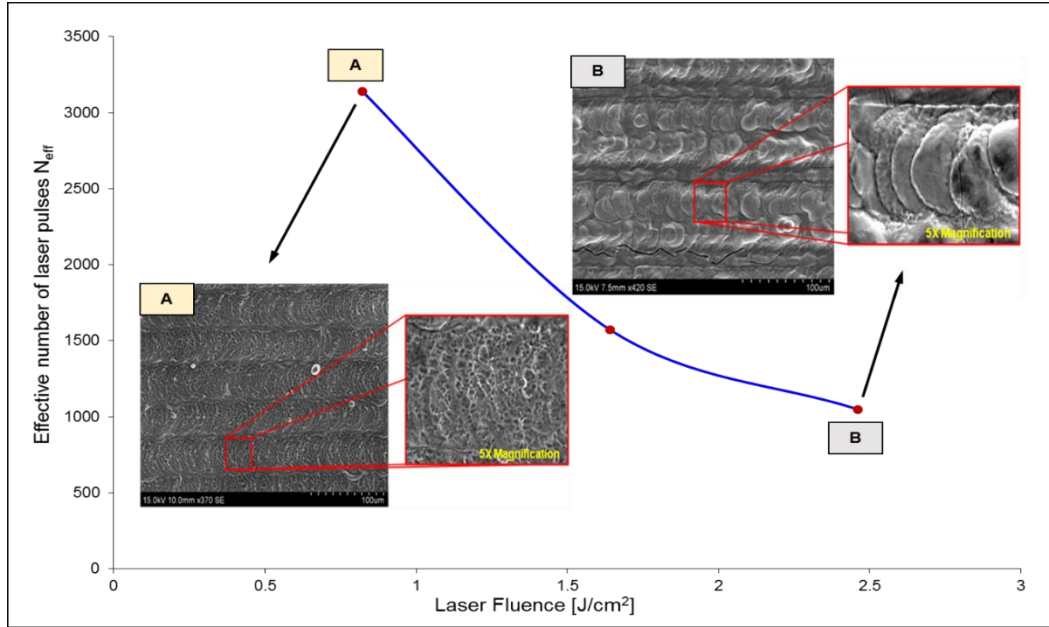 Effective number of laser pulses Neff
3500
3000
2500
2000
1500
1000
500
0
0
0.5
1
1.5
2
2.5
3
Laser Fluence [J/cm²]
A
B
5X Magnification
15.0kV 7.5mm x420 SE
100um
A
5X Magnification
15.0kV 10.0mm x370 SE
100um
B